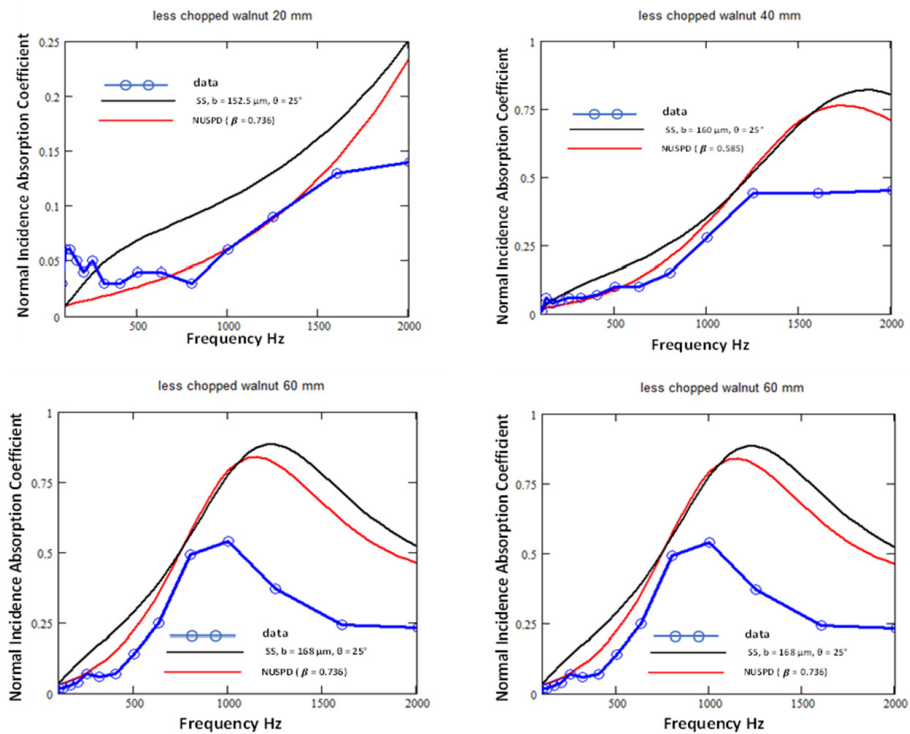 less chopped walnut 20 mm
Normal Incidence Absorption Coefficient
0.25
0.2
0.15
0.1
0.05
0
data
SS, b = 152.5 μm, θ = 25°
NUSPD ( β = 0.736)
500
1000
1500
2000
Frequency Hz
less chopped walnut 40 mm
Normal Incidence Absorption Coefficient
1
0.75
0.5
0.25
0
data
SS, b = 160 μm, θ = 25°
NUSPD ( β = 0.585)
500
1000
1500
2000
Frequency Hz
less chopped walnut 60 mm
Normal Incidence Absorption Coefficient
1
0.75
0.5
0.25
0
data
SS, b = 168 μm, θ = 25°
NUSPD ( β = 0.736)
500
1000
1500
2000
Frequency Hz
less chopped walnut 60 mm
Normal Incidence Absorption Coefficient
1
0.75
0.5
0.25
0
data
SS, b = 168 μm, θ = 25°
NUSPD ( β = 0.736)
500
1000
1500
2000
Frequency Hz